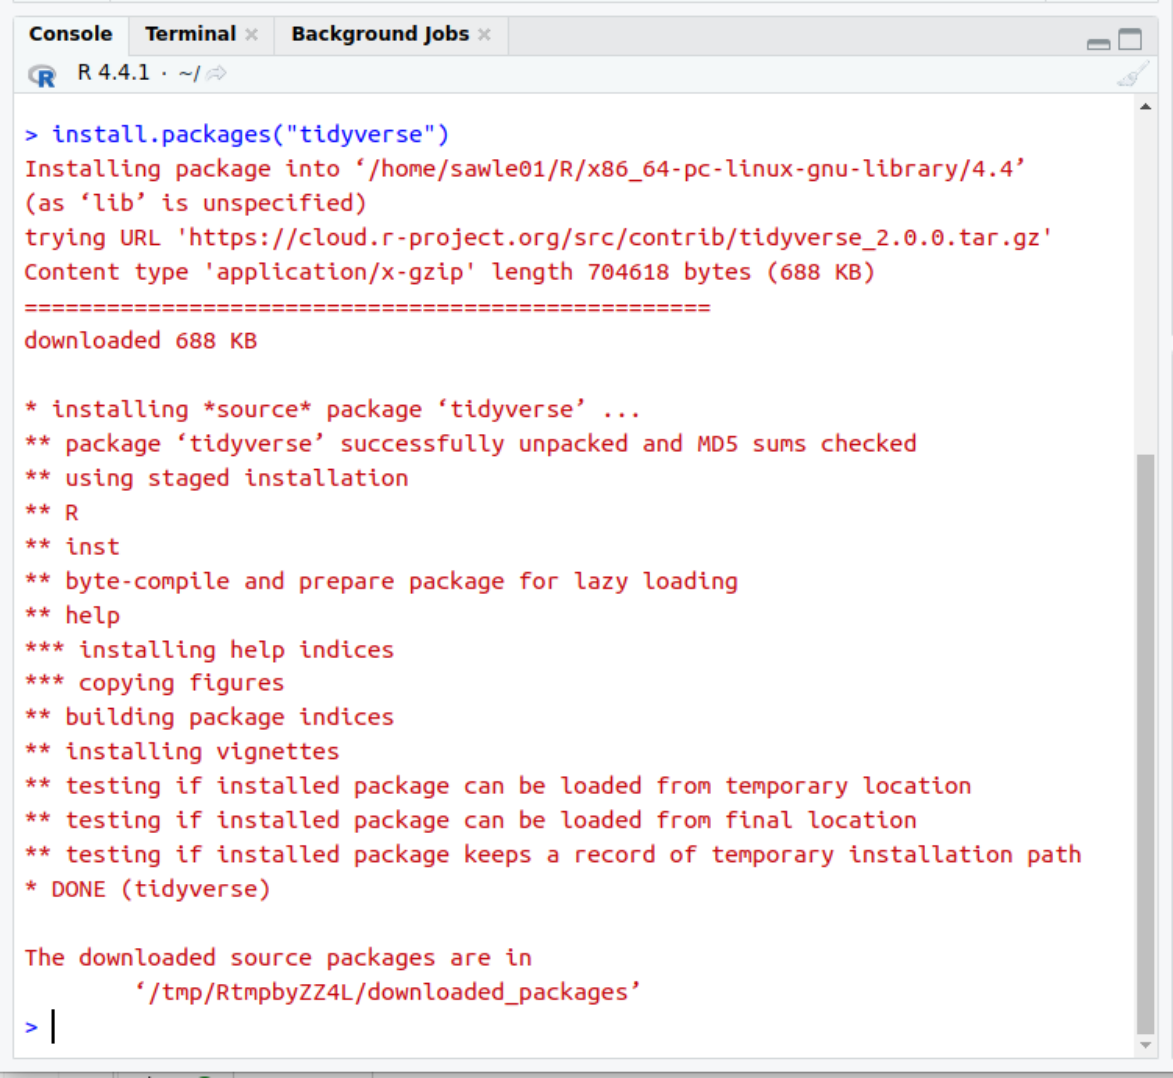 Console Terminal Background Jobs
R R 4.4.1 · ~/
> install.packages("tidyverse")
Installing package into ‘/home/sawle01/R/x86_64-pc-linux-gnu-library/4.4’
(as ‘lib’ is unspecified)
trying URL 'https://cloud.r-project.org/src/contrib/tidyverse_2.0.0.tar.gz'
Content type 'application/x-gzip' length 704618 bytes (688 KB)
==================================================
downloaded 688 KB
* installing *source* package ‘tidyverse’ ...
** package ‘tidyverse’ successfully unpacked and MD5 sums checked
** using staged installation
** R
** inst
** byte-compile and prepare package for lazy loading
** help
*** installing help indices
*** copying figures
** building package indices
** installing vignettes
** testing if installed package can be loaded from temporary location
** testing if installed package can be loaded from final location
** testing if installed package keeps a record of temporary installation path
* DONE (tidyverse)
The downloaded source packages are in
‘/tmp/RtmpbyZZ4L/downloaded_packages’
>